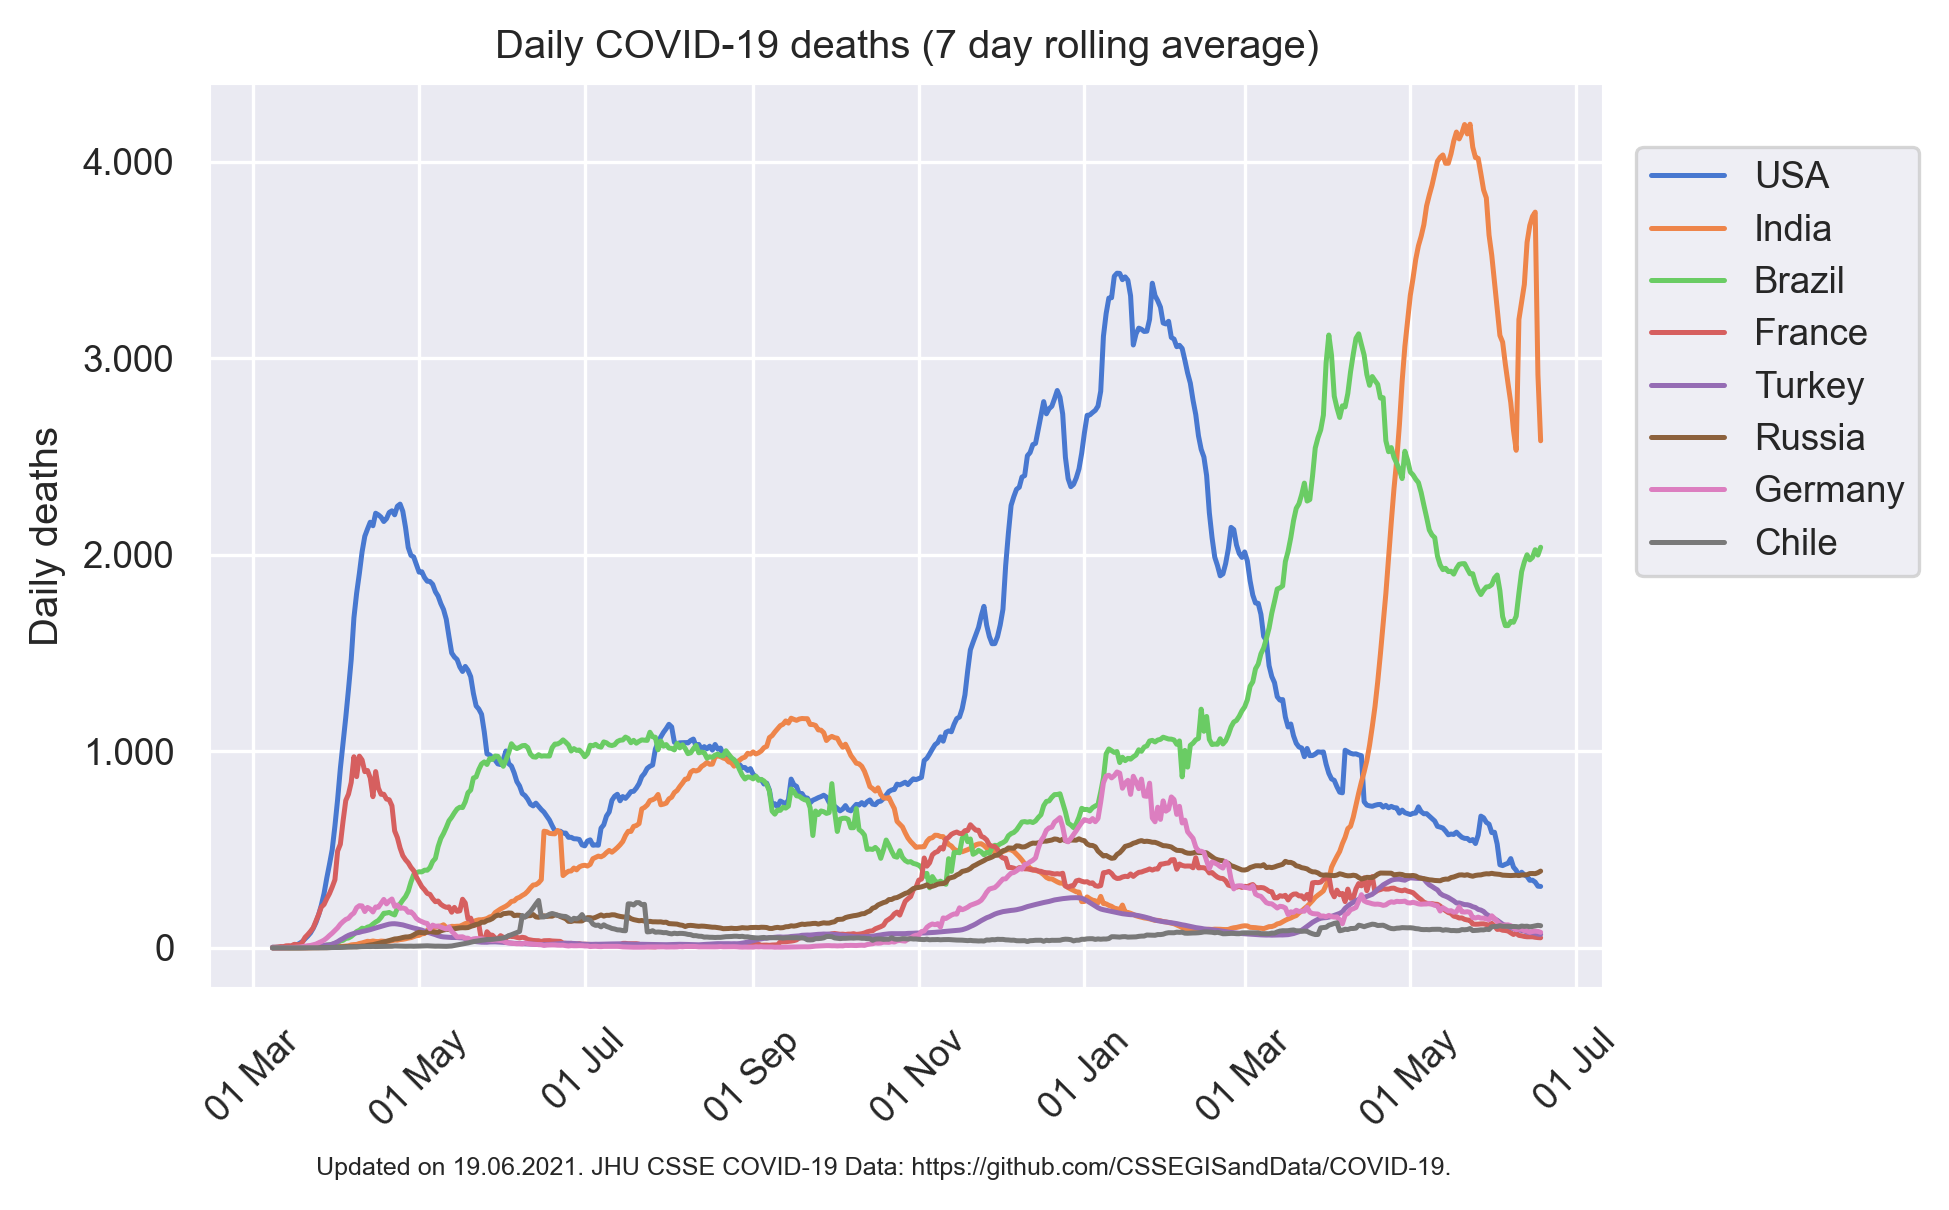 Daily COVID-19 deaths (7 day rolling average)
Daily deaths
4.000
3.000
2.000
1.000
0
01 Mar
01 May
01 Jul
01 Sep
01 Nov
01 Jan
01 Mar
01 May
01 Jul
USA
India
Brazil
France
Turkey
Russia
Germany
Chile
Updated on 19.06.2021. JHU CSSE COVID-19 Data: https://github.com/CSSEGISandData/COVID-19.